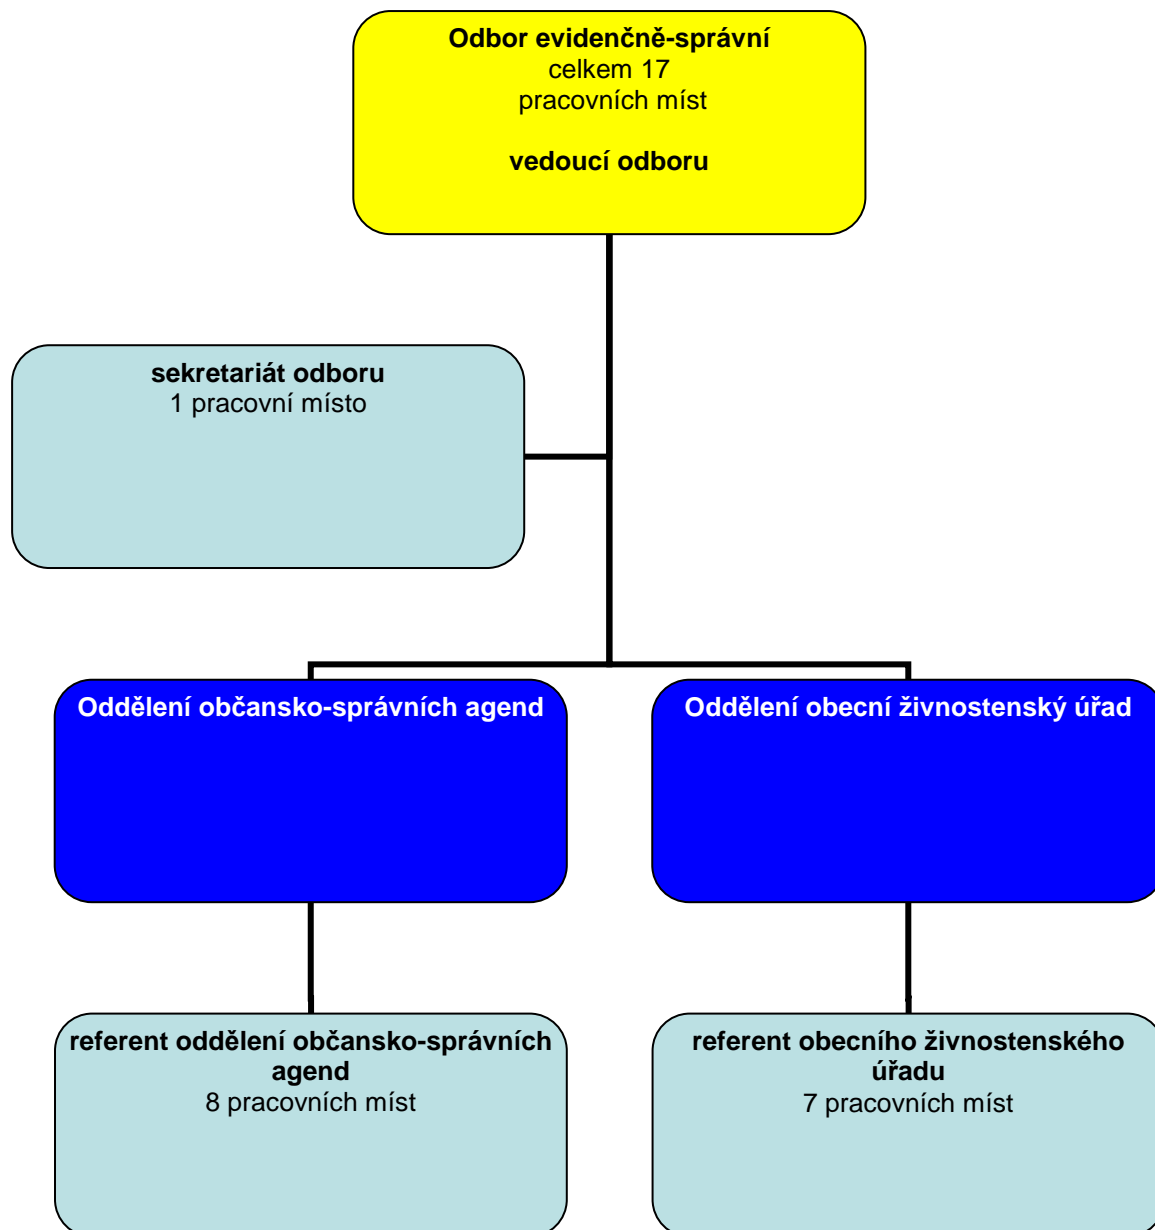 Odbor evidenčně-správní
celkem 17
pracovních míst
vedoucí odboru
sekretariát odboru
1 pracovní místo
Oddělení občansko-správních agend
Oddělení obecní živnostenský úřad
referent oddělení občansko-správních
agend
8 pracovních míst
referent obecního živnostenského
úřadu
7 pracovních míst